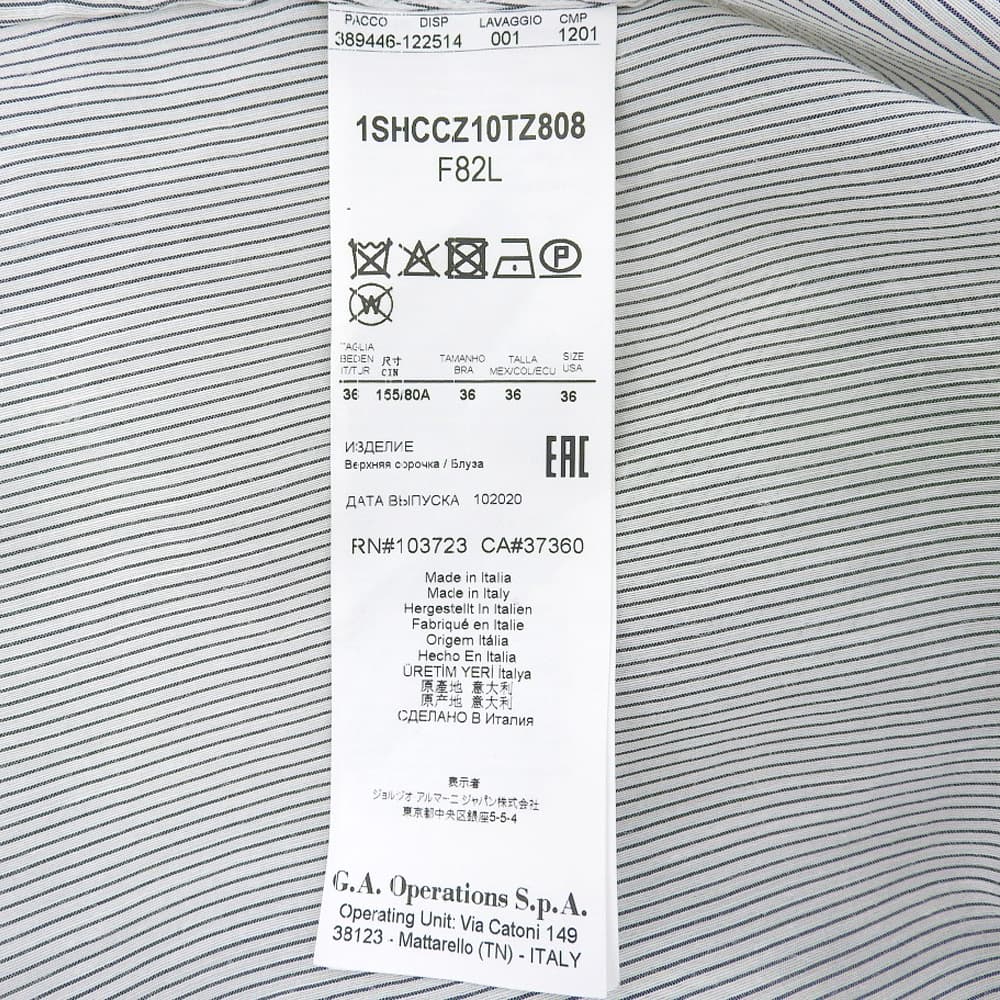 PACCO DISP LAVAGGIO CMP
389446-122514 001 1201
1SHCCZ10TZ808
F82L
-
P
W
TAGLIA
BEDEN 尺寸 TAMANHO TALLA SIZE
IT/TUR CIN BRA MEX/COL/ECU USA
36 155/80A 36 36 36
ИЗДЕЛИЕ
Верхняя сорочка / Блуза
EAC
ДАТА ВЫПУСКА 102020
RN#103723 CA#37360
Made in Italia
Made in Italy
Hergestellt In Italien
Fabriqué en Italie
Origem Itália
Hecho En Italia
ÜRETİM YERİ İtalya
原產地 意大利
原产地 意大利
СДЕЛАНО В Италия
表示者
ジョルジオ アルマーニ ジャパン株式会社
東京都中央区銀座5-5-4
G.A. Operations S.p.A.
Operating Unit: Via Catoni 149
38123 - Mattarello (TN) - ITALY